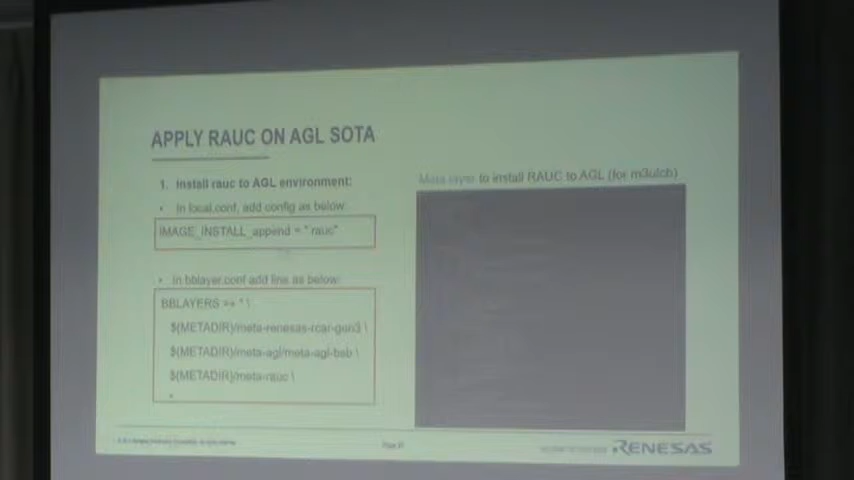 APPLY RAUC ON AGL SOTA
1. Install rauc to AGL environment:
• In local.conf, add config as below:
IMAGE_INSTALL_append = " rauc"
• In bblayer.conf add line as below:
BBLAYERS += " \
${METADIR}/meta-renesas-rcar-gen3 \
${METADIR}/meta-agl/meta-agl-bsp \
${METADIR}/meta-rauc \
"
Meta layer to install RAUC to AGL (for m3ulcb)
RENESAS